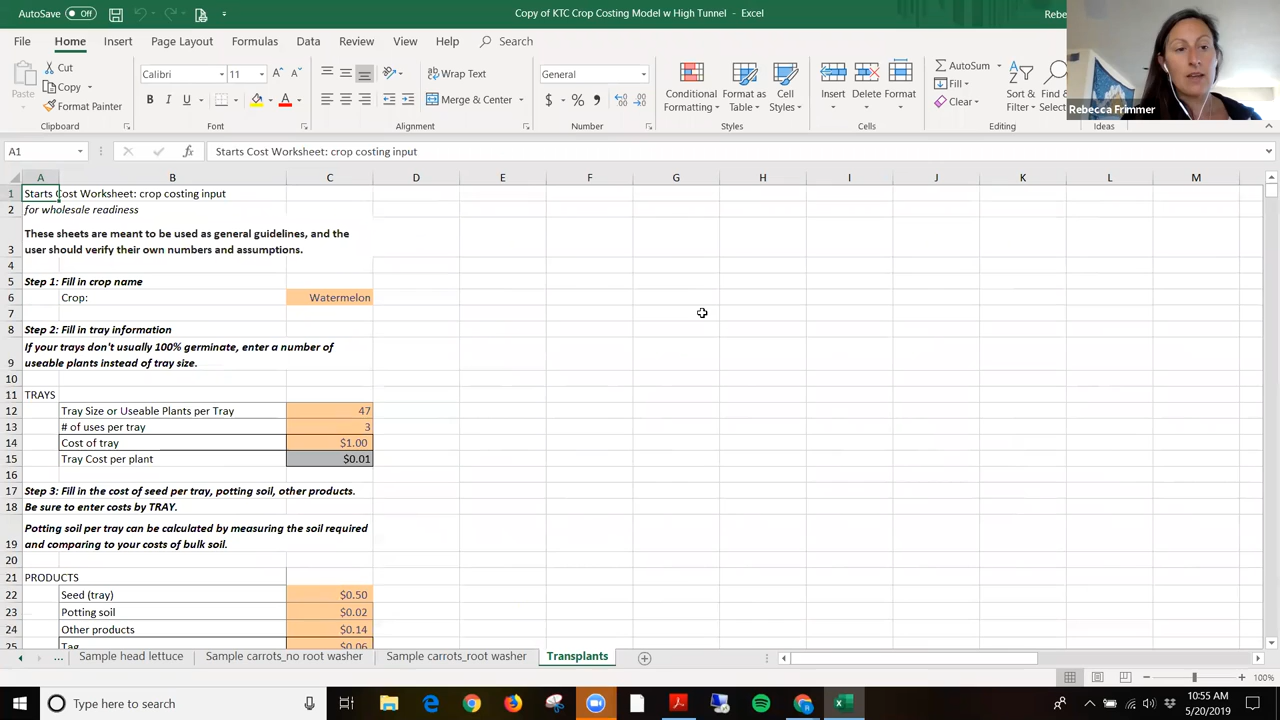 AutoSave Off
Copy of KTC Crop Costing Model w High Tunnel - Excel
Rebe
File Home Insert Draw Page Layout Formulas Data Review View Help Search
Paste
Cut
Copy
Format Painter
Clipboard
Calibri 11
B I U
Font
Wrap Text
Merge & Center
Alignment
General
$ % ,
Number
Conditional Formatting
Format as Table
Cell Styles
Styles
Insert
Delete
Format
Cells
AutoSum
Fill
Clear
Sort & Filter
Find & Select
Editing
Ideas
Rebecca Frimmer
A1
fx
Starts Cost Worksheet: crop costing input
A B C D E F G H I J K L M
1 Starts Cost Worksheet: crop costing input
2 for wholesale readiness
These sheets are meant to be used as general guidelines, and the
3 user should verify their own numbers and assumptions.
4
5 Step 1: Fill in crop name
6 Crop: Watermelon
7
8 Step 2: Fill in tray information
If your trays don't usually 100% germinate, enter a number of
9 useable plants instead of tray size.
10
11 TRAYS
12 Tray Size or Useable Plants per Tray 47
13 # of uses per tray 3
14 Cost of tray $1.00
15 Tray Cost per plant $0.01
16
17 Step 3: Fill in the cost of seed per tray, potting soil, other products.
18 Be sure to enter costs by TRAY.
Potting soil per tray can be calculated by measuring the soil required
19 and comparing to your costs of bulk soil.
20
21 PRODUCTS
22 Seed (tray) $0.50
23 Potting soil $0.02
24 Other products $0.14
25 Tag $0.06
... Sample head lettuce Sample carrots_no root washer Sample carrots_root washer Transplants
100%
Type here to search
10:55 AM
5/20/2019